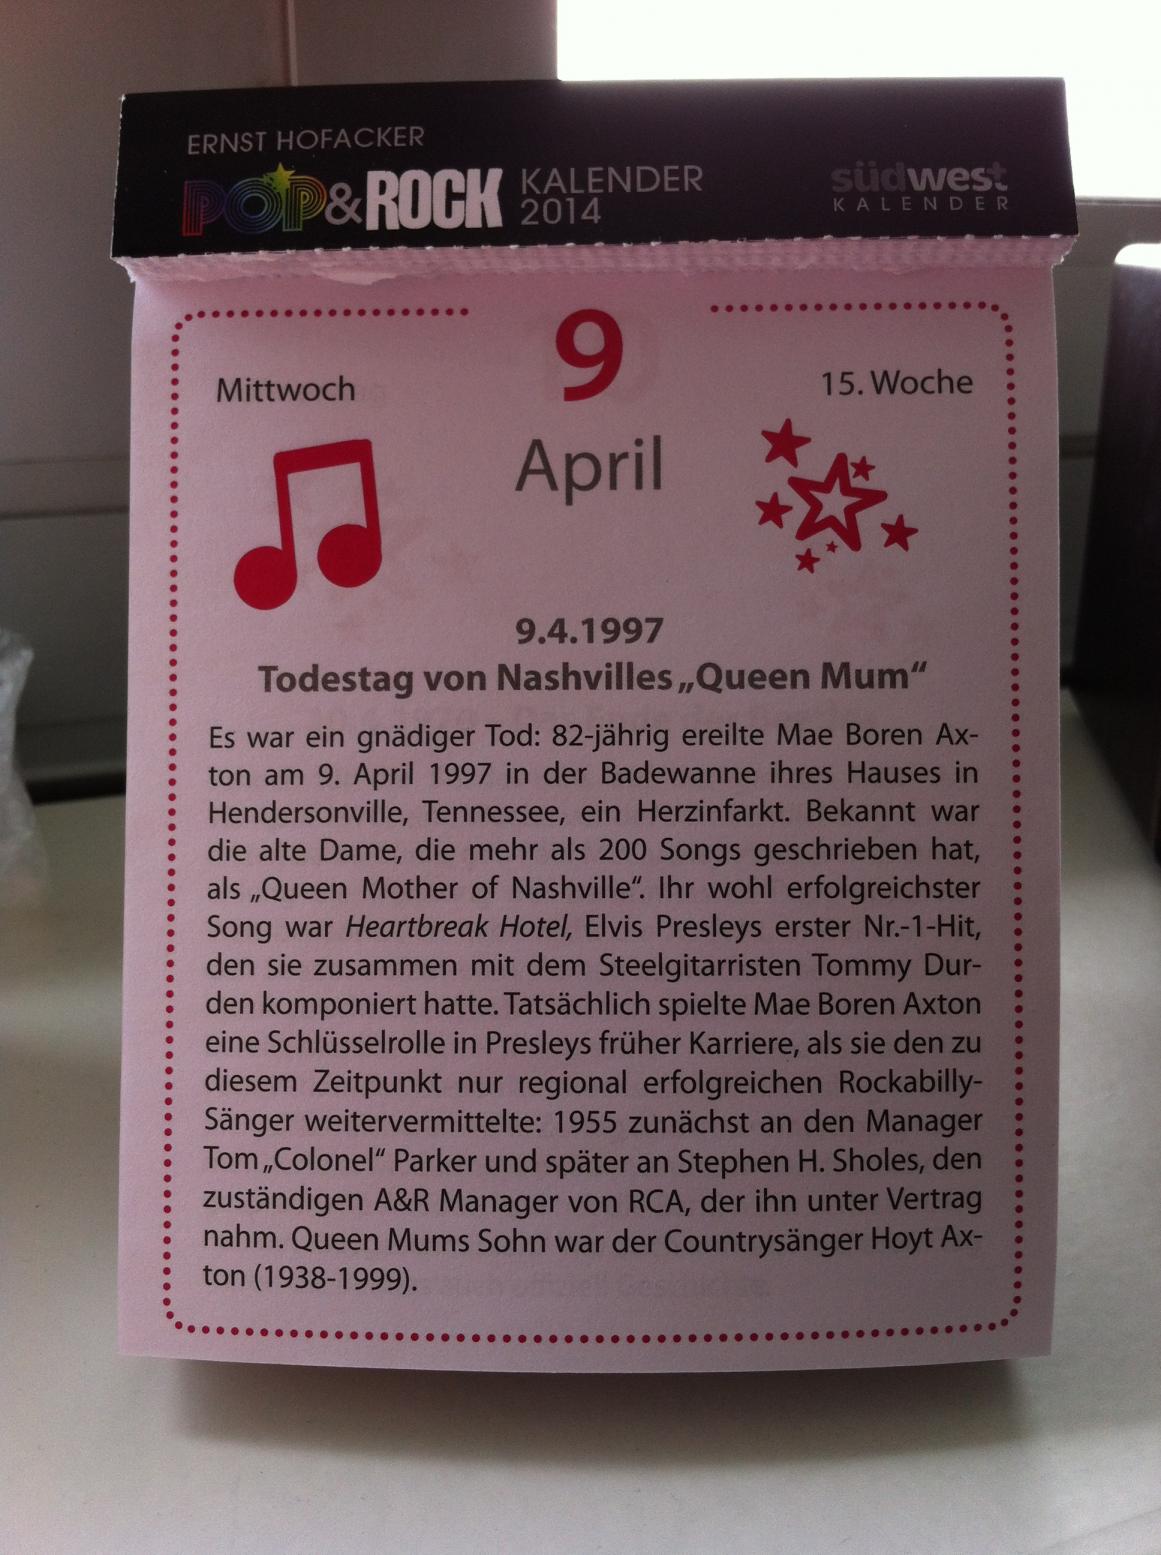 ERNST HOFACKER
POP&ROCK KALENDER 2014
südwest
KALENDER
Mittwoch
9
15. Woche
April
9.4.1997
Todestag von Nashvilles „Queen Mum“
Es war ein gnädiger Tod: 82-jährig ereilte Mae Boren Ax-
ton am 9. April 1997 in der Badewanne ihres Hauses in
Hendersonville, Tennessee, ein Herzinfarkt. Bekannt war
die alte Dame, die mehr als 200 Songs geschrieben hat,
als „Queen Mother of Nashville“. Ihr wohl erfolgreichster
Song war Heartbreak Hotel, Elvis Presleys erster Nr.-1-Hit,
den sie zusammen mit dem Steelgitarristen Tommy Dur-
den komponiert hatte. Tatsächlich spielte Mae Boren Axton
eine Schlüsselrolle in Presleys früher Karriere, als sie den zu
diesem Zeitpunkt nur regional erfolgreichen Rockabilly-
Sänger weitervermittelte: 1955 zunächst an den Manager
Tom „Colonel“ Parker und später an Stephen H. Sholes, den
zuständigen A&R Manager von RCA, der ihn unter Vertrag
nahm. Queen Mums Sohn war der Countrysänger Hoyt Ax-
ton (1938-1999).